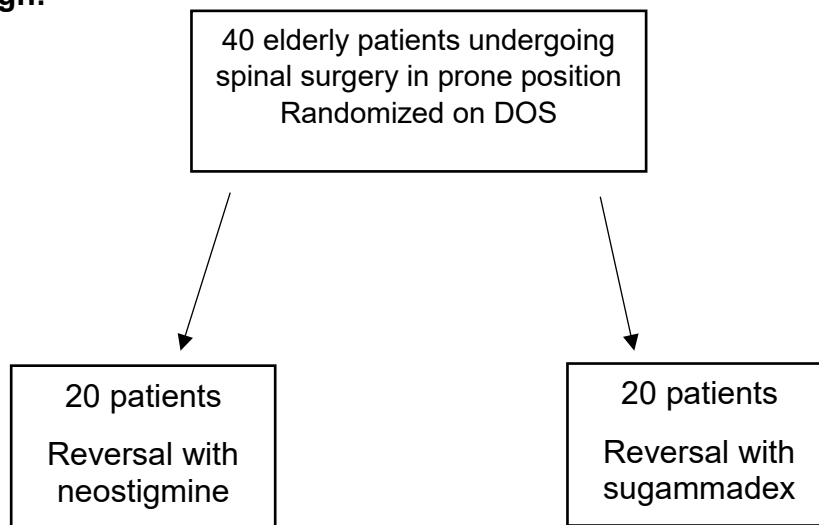 40 elderly patients undergoing
spinal surgery in prone position
Randomized on DOS
20 patients
Reversal with
neostigmine
20 patients
Reversal with
sugammadex